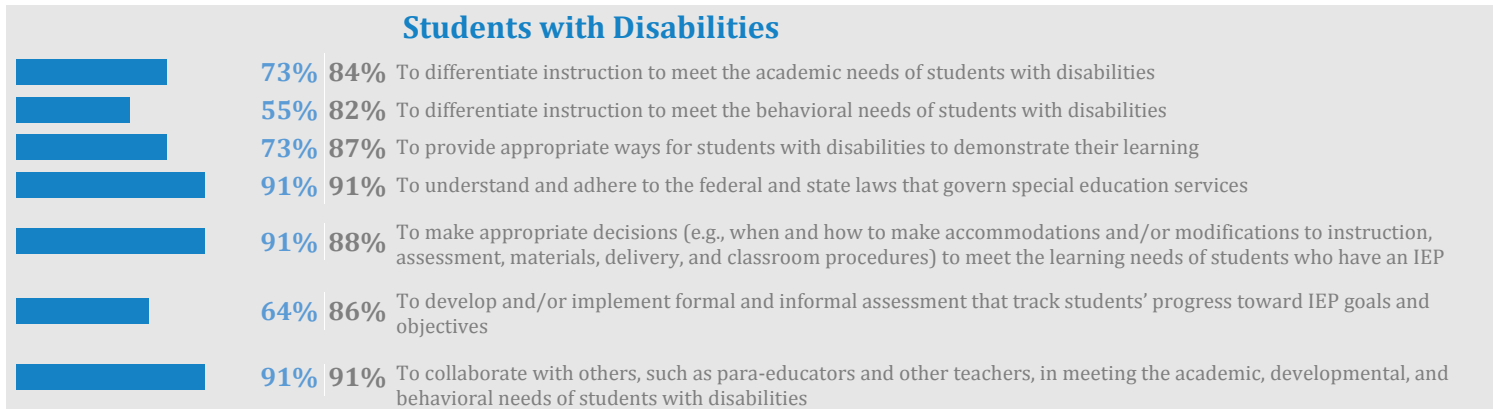 Students with Disabilities
73% 84% To differentiate instruction to meet the academic needs of students with disabilities
55% 82% To differentiate instruction to meet the behavioral needs of students with disabilities
73% 87% To provide appropriate ways for students with disabilities to demonstrate their learning
91% 91% To understand and adhere to the federal and state laws that govern special education services
91% 88% To make appropriate decisions (e.g., when and how to make accommodations and/or modifications to instruction,
assessment, materials, delivery, and classroom procedures) to meet the learning needs of students who have an IEP
64% 86% To develop and/or implement formal and informal assessment that track students’ progress toward IEP goals and
objectives
91% 91% To collaborate with others, such as para-educators and other teachers, in meeting the academic, developmental, and
behavioral needs of students with disabilities